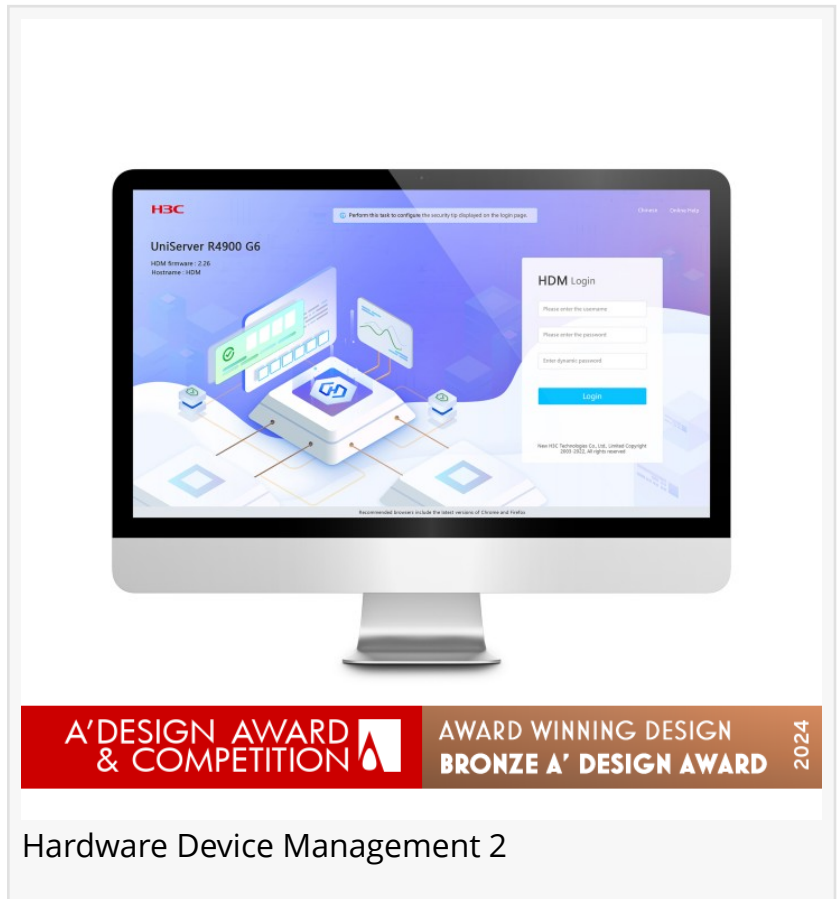 H3C
Perform this task to configure the security tip displayed on the login page.
Chinese Online Help
UniServer R4900 G6
HDM firmware : 2.26
Hostname : HDM
HDM Login
Please enter the username
Please enter the password
Enter dynamic password
Login
New H3C Technologies Co., Ltd., Limited Copyright
2003-2022, All rights reserved
Recommended browsers include the latest versions of Chrome and Firefox
A'DESIGN AWARD
& COMPETITION
AWARD WINNING DESIGN
BRONZE A' DESIGN AWARD
2024
Hardware Device Management 2